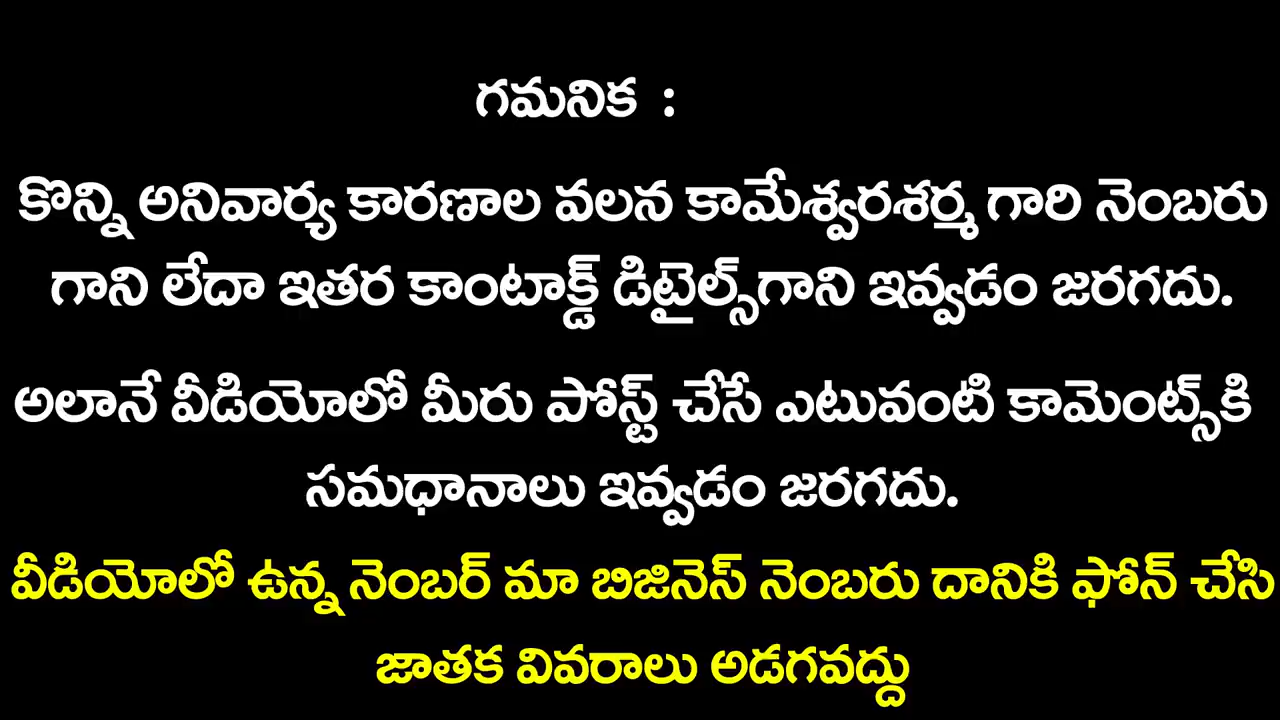 గమనిక :
కొన్ని అనివార్య కారణాల వలన కామేశ్వరశర్మ గారి నెంబరు
గాని లేదా ఇతర కాంటాక్ట్ డిటైల్స్‌గాని ఇవ్వడం జరగదు.
అలానే వీడియోలో మీరు పోస్ట్ చేసే ఎటువంటి కామెంట్స్‌కి
సమధానాలు ఇవ్వడం జరగదు.
వీడియోలో ఉన్న నెంబర్ మా బిజినెస్ నెంబరు దానికి ఫోన్ చేసి
జాతక వివరాలు అడగవద్దు